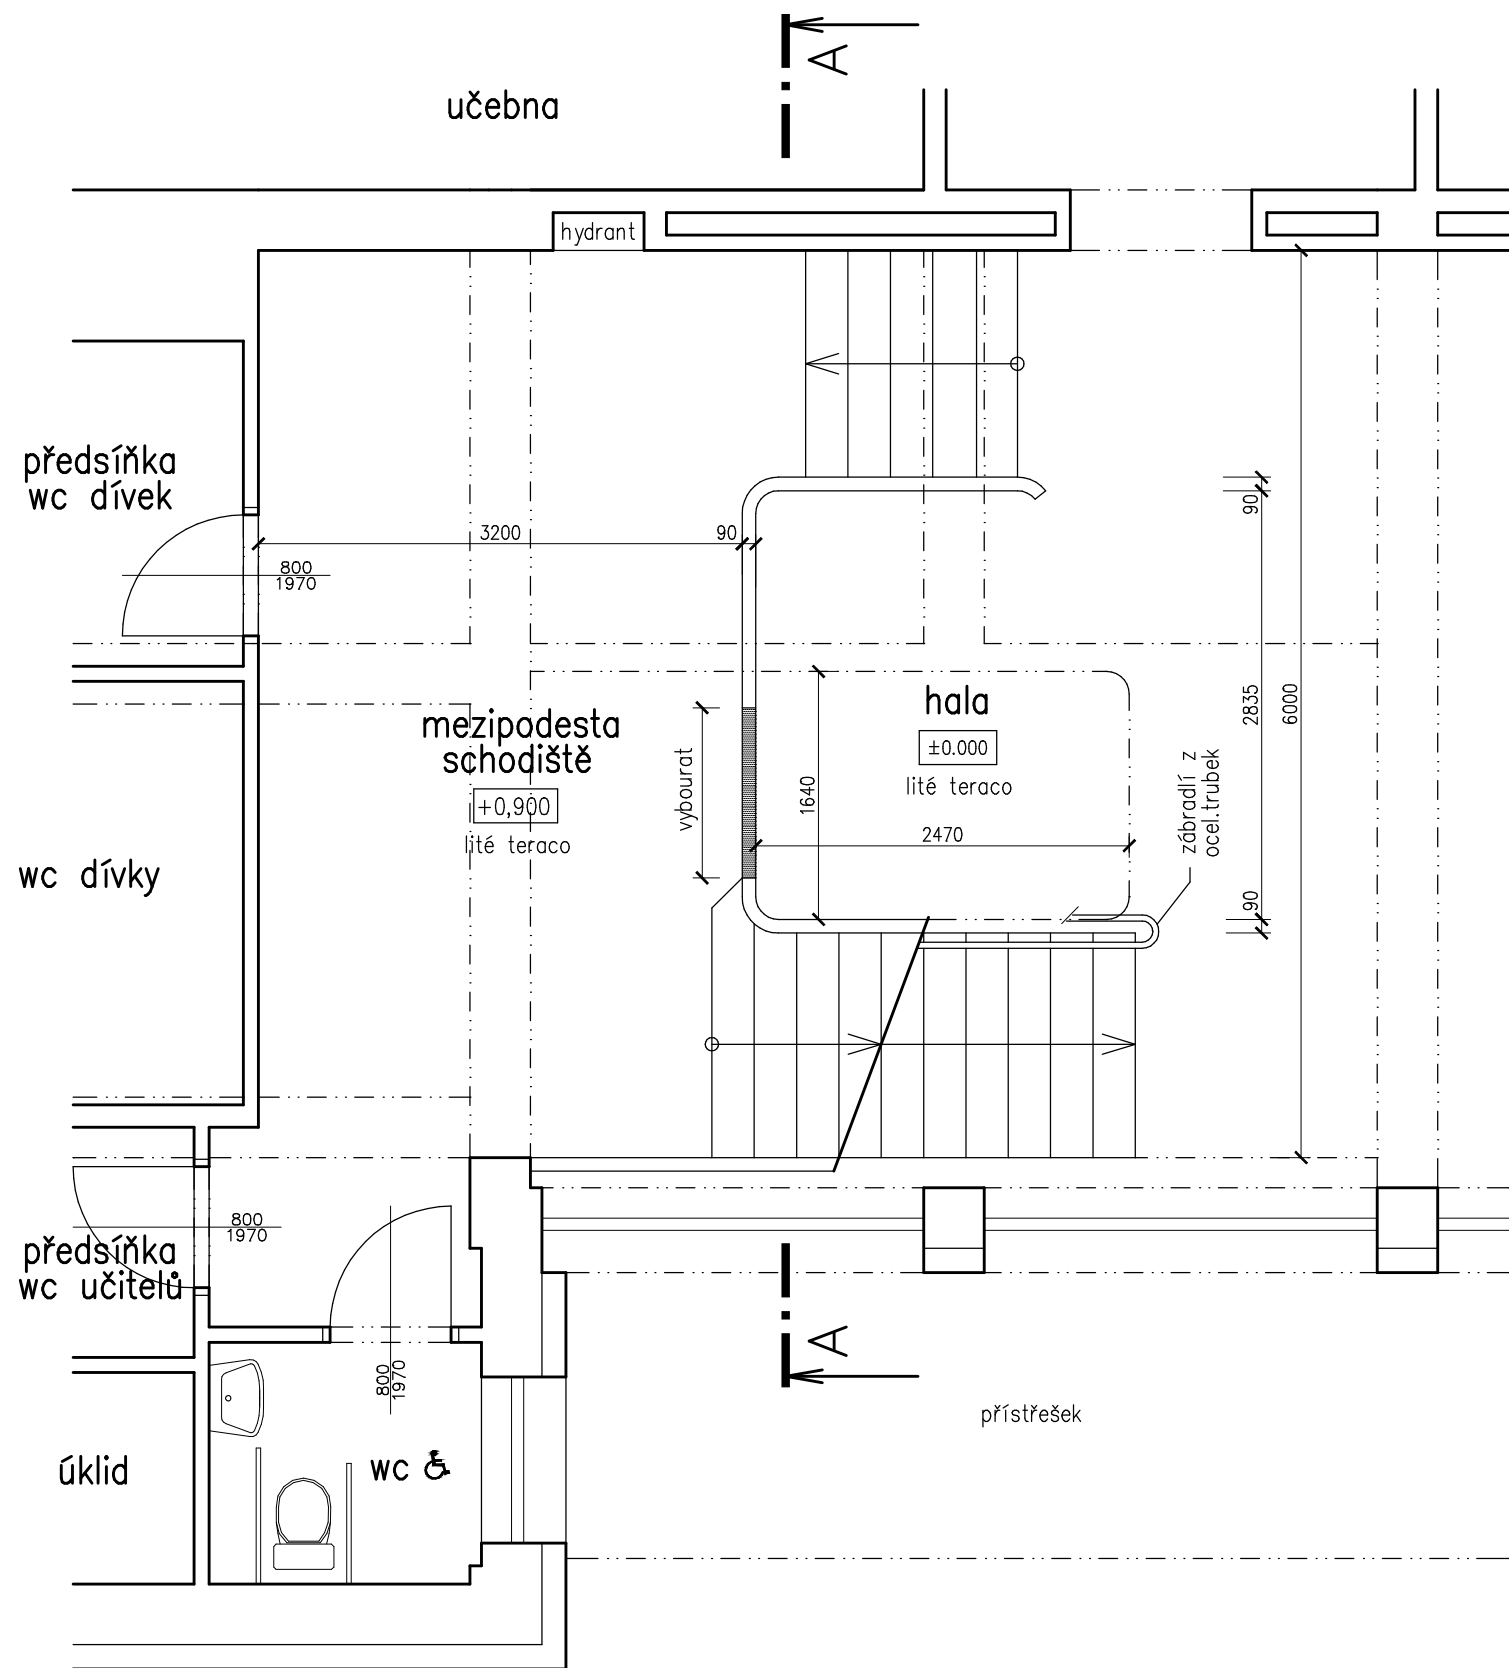 A
učebna
hydrant
předsíňka
wc dívek
3200
90
90
800
1970
mezipodesta
schodiště
+0,900
lité teraco
vybourat
hala
±0.000
lité teraco
1640
2470
zábradlí z
ocel.trubek
2835
6000
90
wc dívky
800
1970
předsíňka
wc učitelů
800
1970
A
přístřešek
úklid
wc